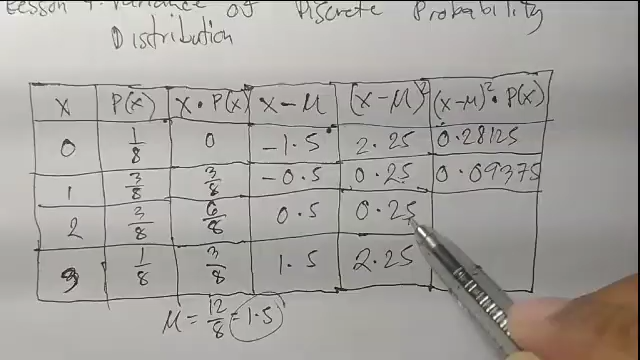 Lesson 4: Variance of Discrete Probability
Distribution
X P(X) X · P(X) X – M (X – M)² (X – M)² · P(X)
0 1/8 0 – 1.5 2.25 0.28125
1 3/8 3/8 – 0.5 0.25 0.09375
2 3/8 6/8 0.5 0.25
3 1/8 3/8 1.5 2.25
M = 12/8 = 1.5